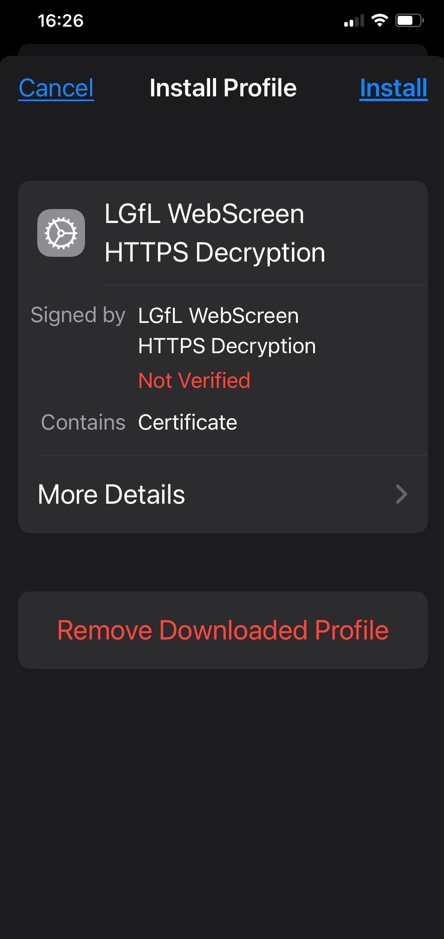 16:26
Cancel Install Profile Install
LGfL WebScreen
HTTPS Decryption
Signed by LGfL WebScreen
HTTPS Decryption
Not Verified
Contains Certificate
More Details
Remove Downloaded Profile